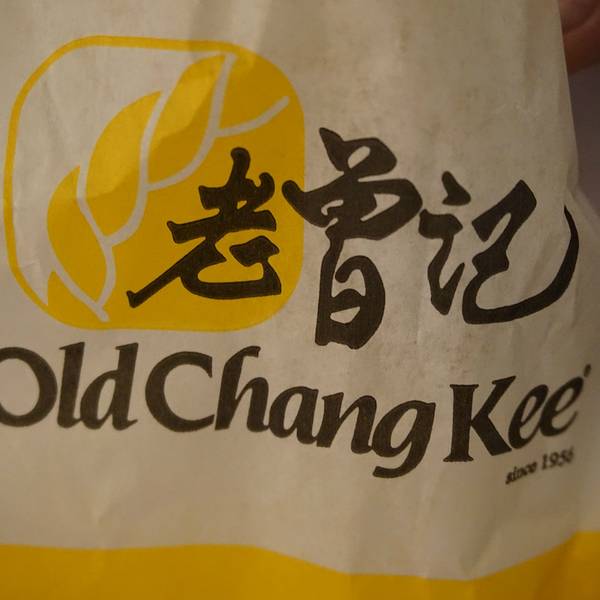 老曾记
Old Chang Kee
since 1956